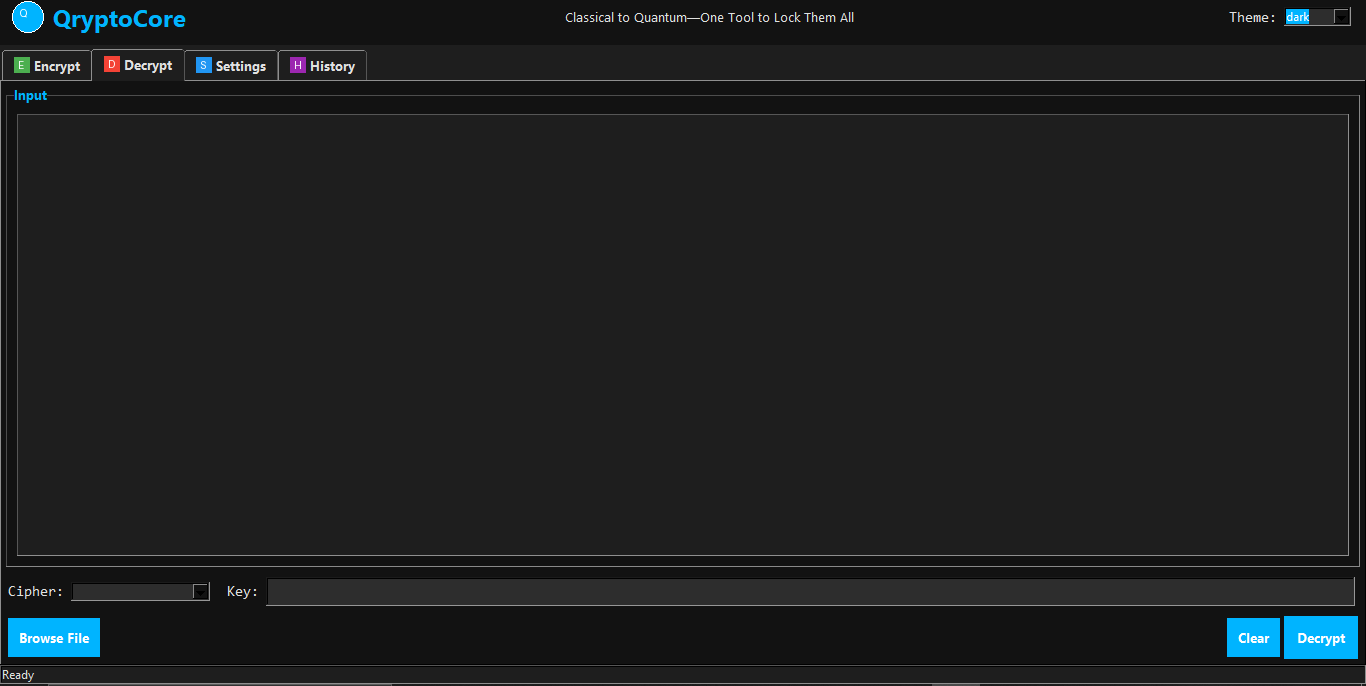 Q QryptoCore Classical to Quantum—One Tool to Lock Them All Theme: dark
E Encrypt D Decrypt S Settings H History
Input
Cipher: Key:
Browse File Clear Decrypt
Ready